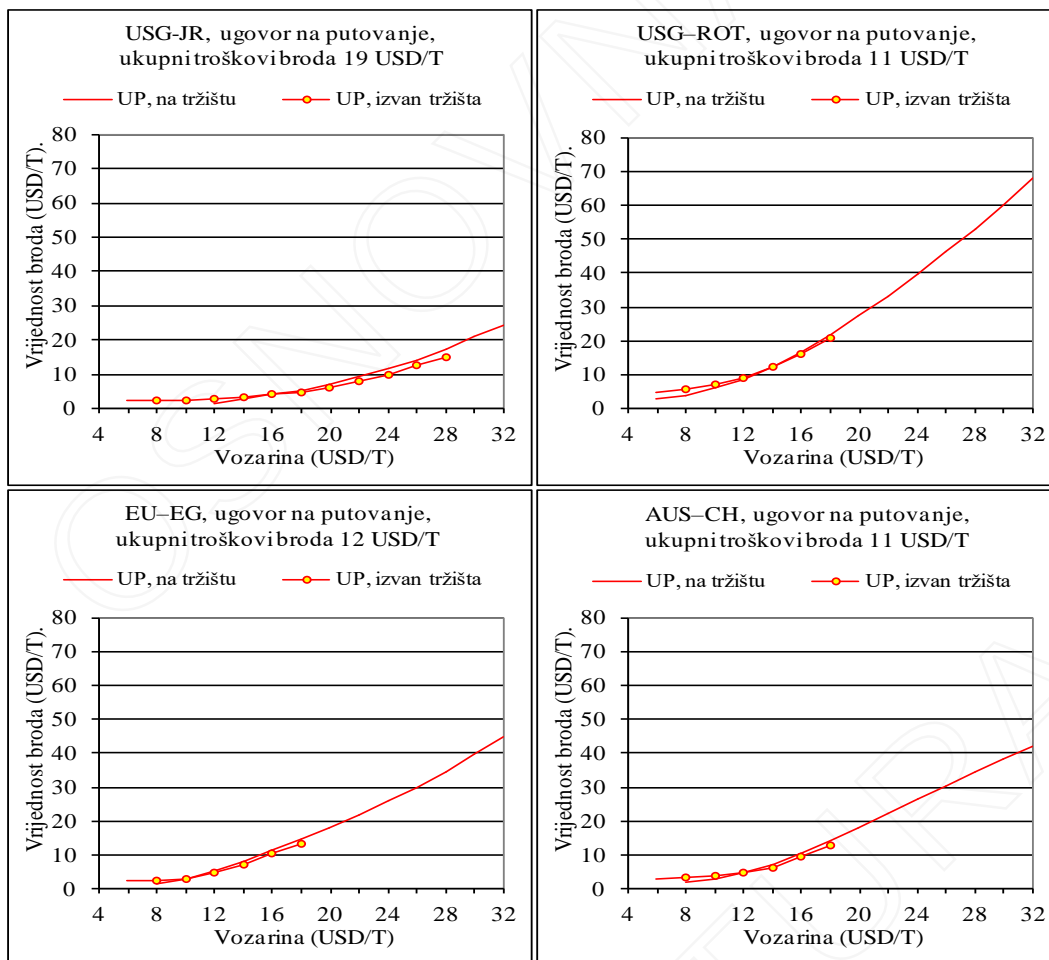 USG-JR, ugovor na putovanje,
ukupni troškovi broda 19 USD/T
UP, na tržištu UP, izvan tržišta
Vrijednost broda (USD/T).
80
70
60
50
40
30
20
10
0
4 8 12 16 20 24 28 32
Vozarina (USD/T)
USG–ROT, ugovor na putovanje,
ukupni troškovi broda 11 USD/T
UP, na tržištu UP, izvan tržišta
Vrijednost broda (USD/T).
80
70
60
50
40
30
20
10
0
4 8 12 16 20 24 28 32
Vozarina (USD/T)
EU–EG, ugovor na putovanje,
ukupni troškovi broda 12 USD/T
UP, na tržištu UP, izvan tržišta
Vrijednost broda (USD/T).
80
70
60
50
40
30
20
10
0
4 8 12 16 20 24 28 32
Vozarina (USD/T)
AUS–CH, ugovor na putovanje,
ukupni troškovi broda 11 USD/T
UP, na tržištu UP, izvan tržišta
Vrijednost broda (USD/T).
80
70
60
50
40
30
20
10
0
4 8 12 16 20 24 28 32
Vozarina (USD/T)